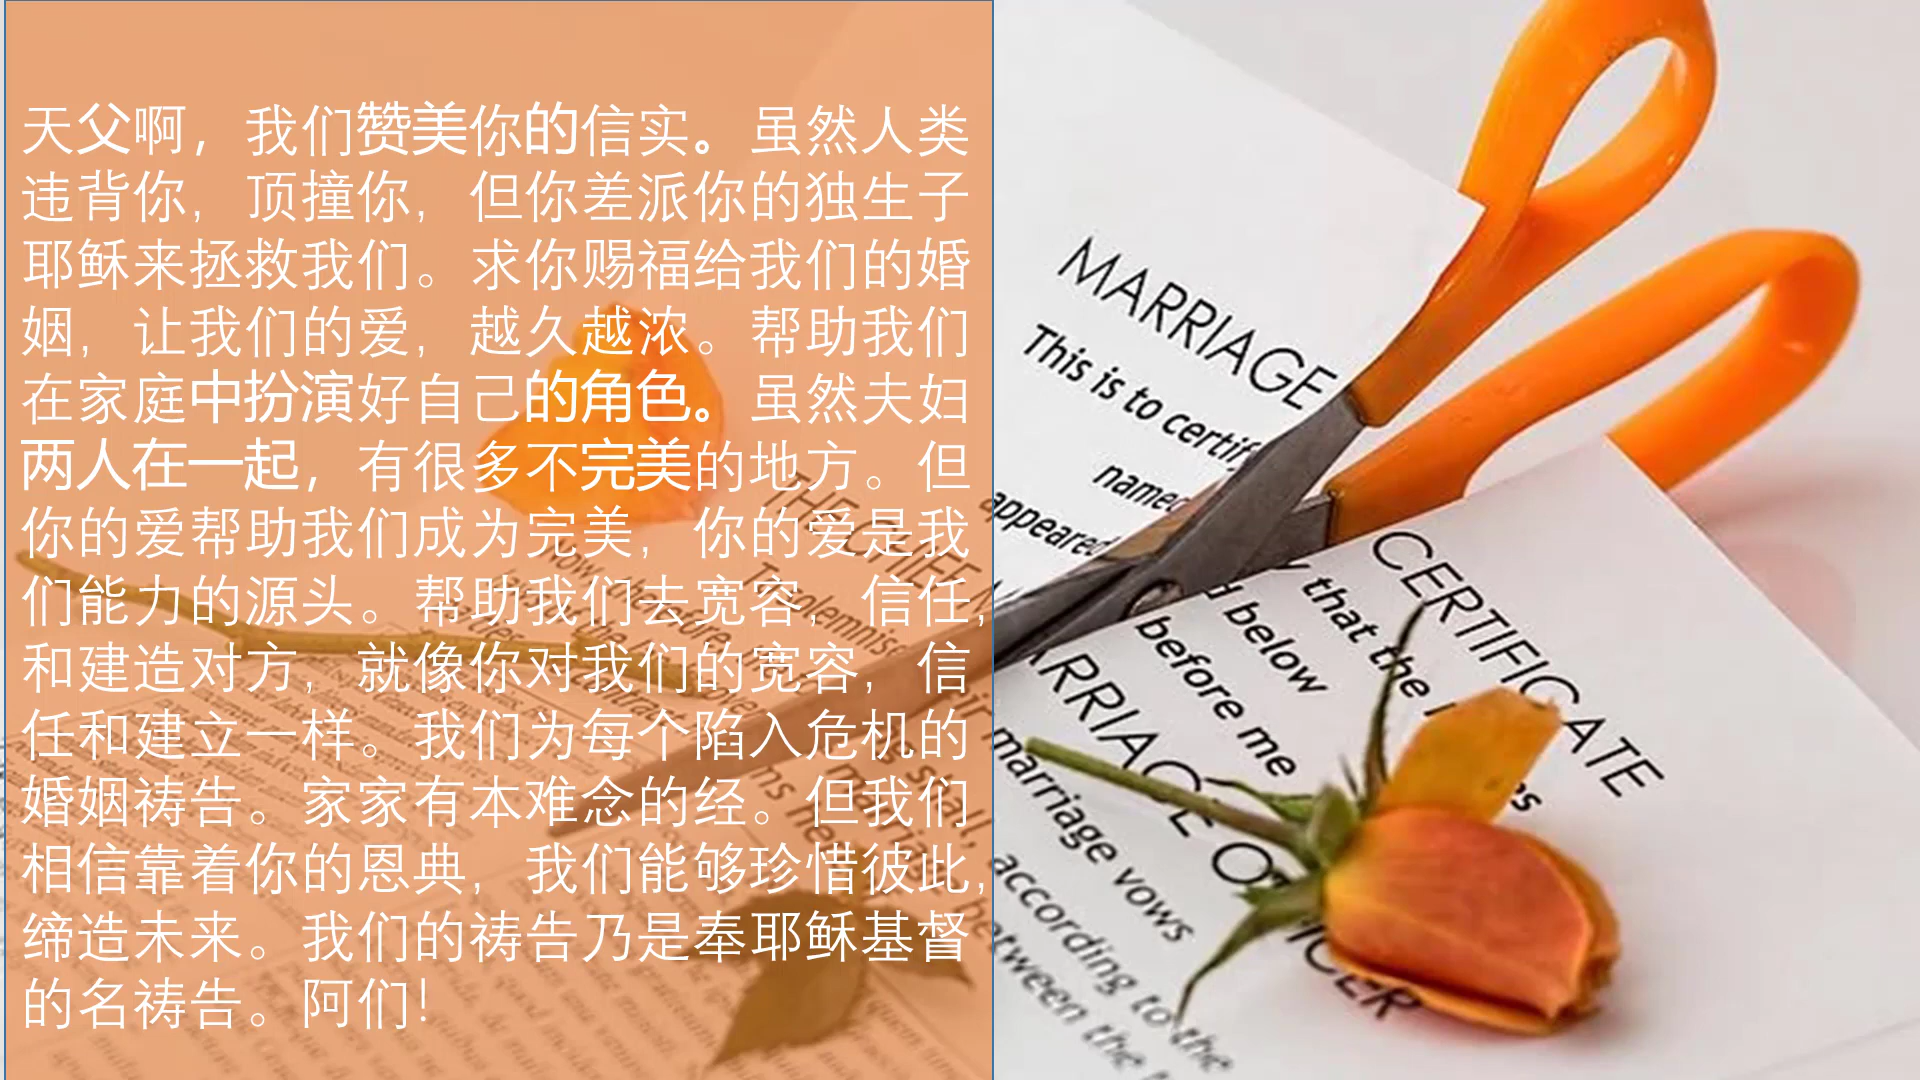 天父啊，我们赞美你的信实。虽然人类
违背你，顶撞你，但你差派你的独生子
耶稣来拯救我们。求你赐福给我们的婚
姻，让我们的爱，越久越浓。帮助我们
在家庭中扮演好自己的角色。虽然夫妇
两人在一起，有很多不完美的地方。但
你的爱帮助我们成为完美，你的爱是我
们能力的源头。帮助我们去宽容，信任，
和建造对方，就像你对我们的宽容，信
任和建立一样。我们为每个陷入危机的
婚姻祷告。家家有本难念的经。但我们
相信靠着你的恩典，我们能够珍惜彼此，
缔造未来。我们的祷告乃是奉耶稣基督
的名祷告。阿们！
MARRIAGE
This is to certify
named
appeared
CERTIFICATE
that the
below
before me
marriage vows
according to the
between the
THE CHIEF
Now, therefore,
To solemnise